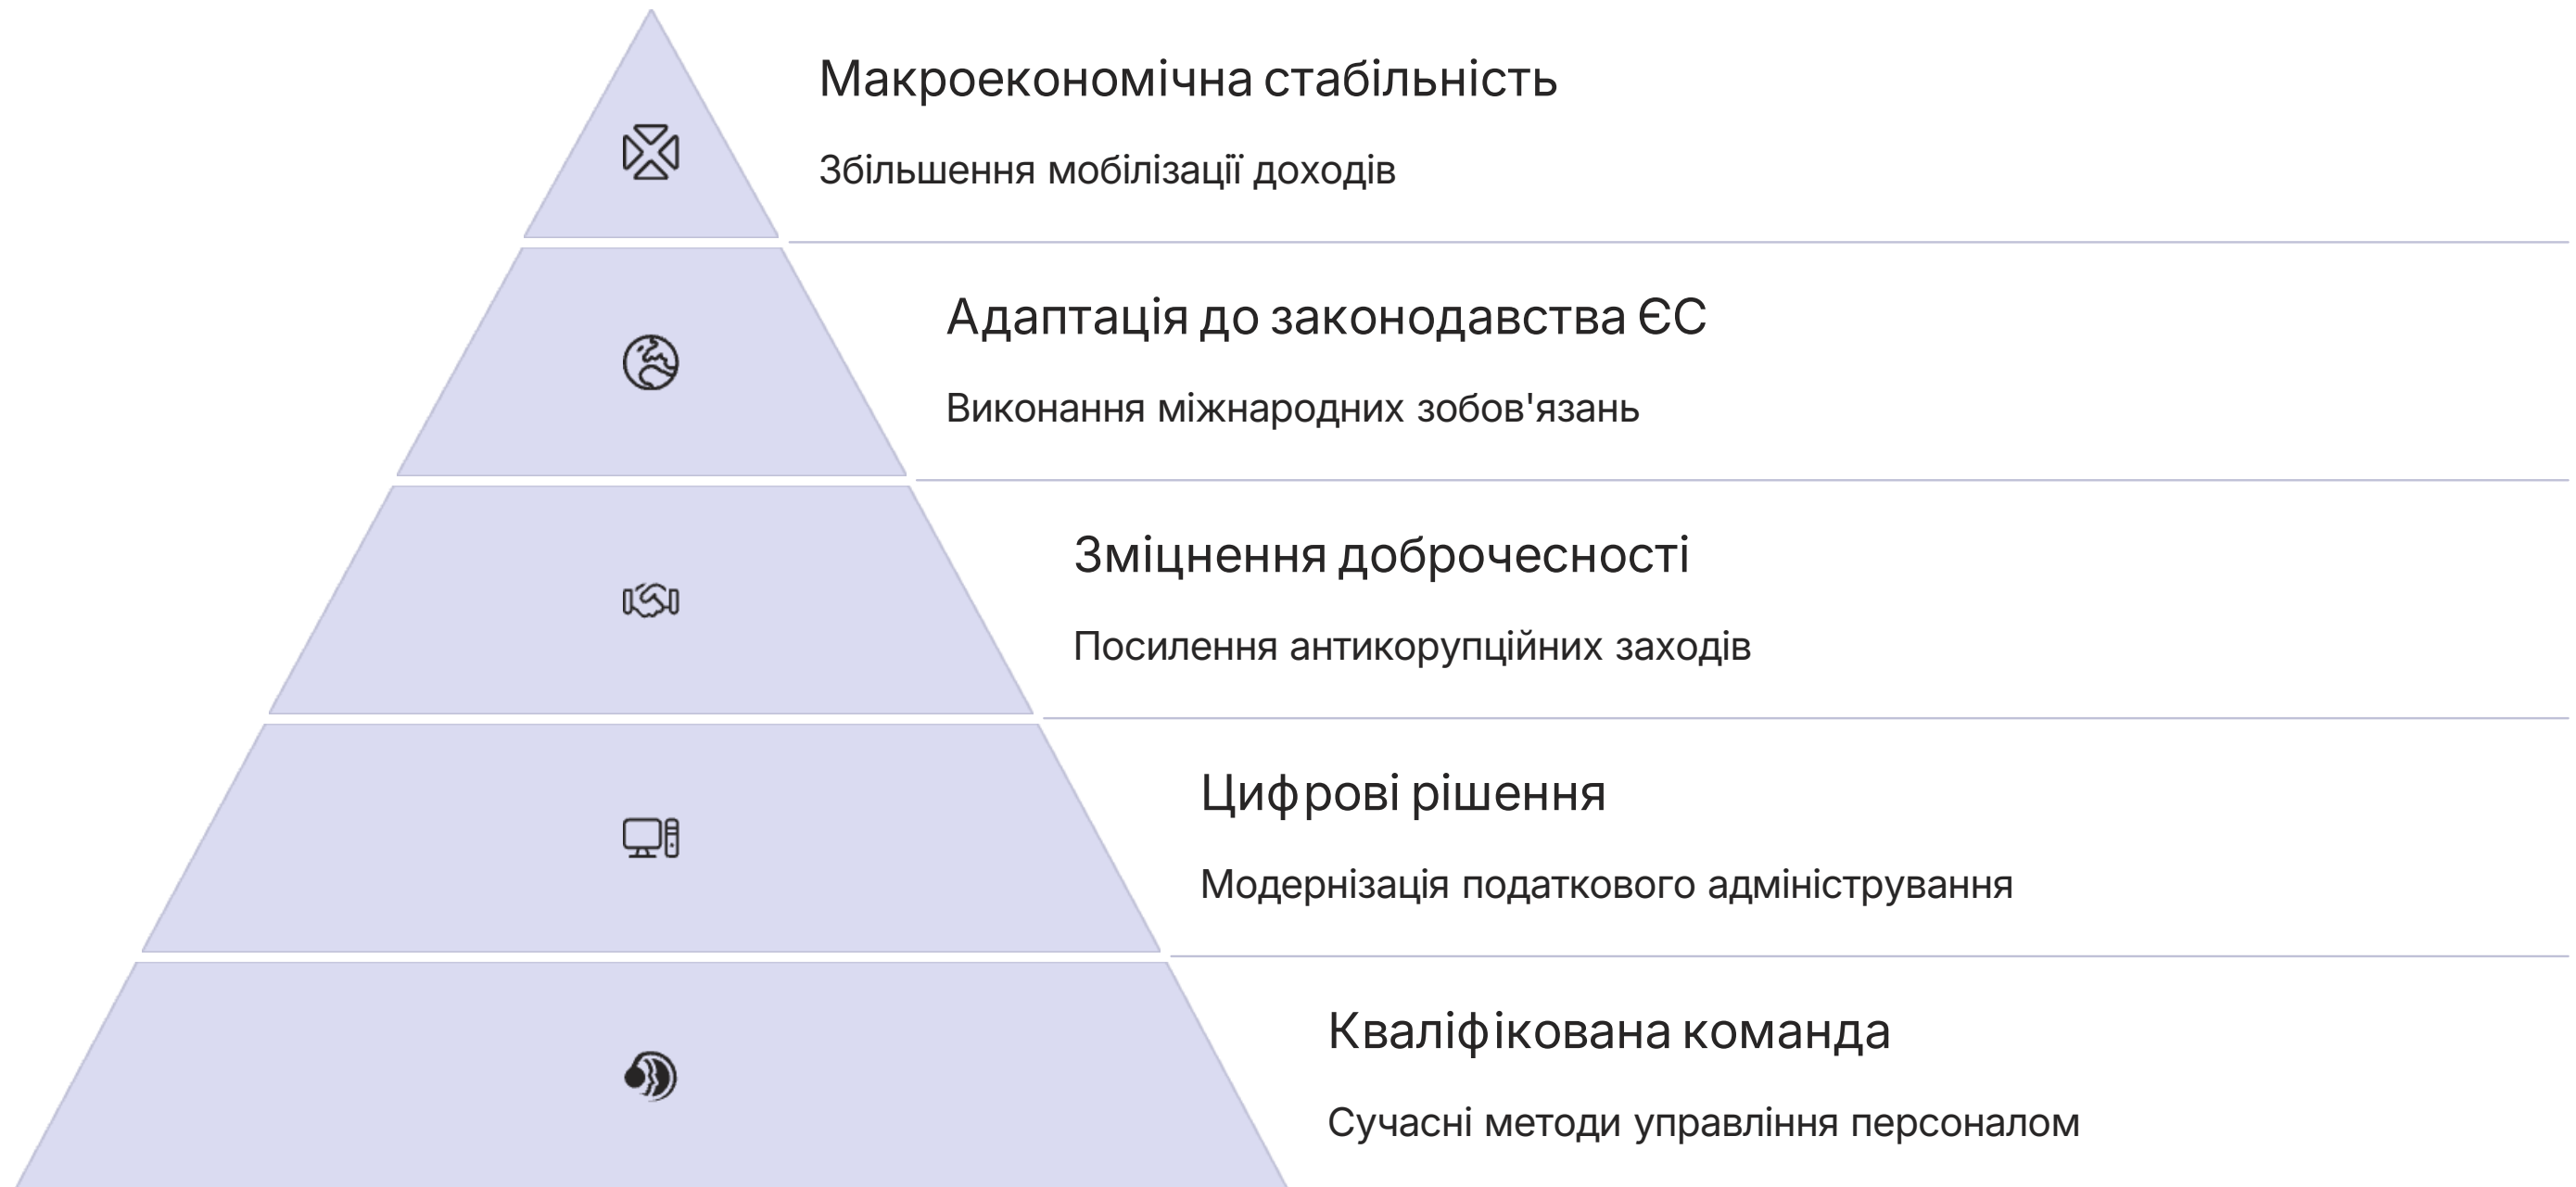 Макроекономічна стабільність
Збільшення мобілізації доходів
Адаптація до законодавства ЄС
Виконання міжнародних зобов'язань
Зміцнення доброчесності
Посилення антикорупційних заходів
Цифрові рішення
Модернізація податкового адміністрування
Кваліфікована команда
Сучасні методи управління персоналом